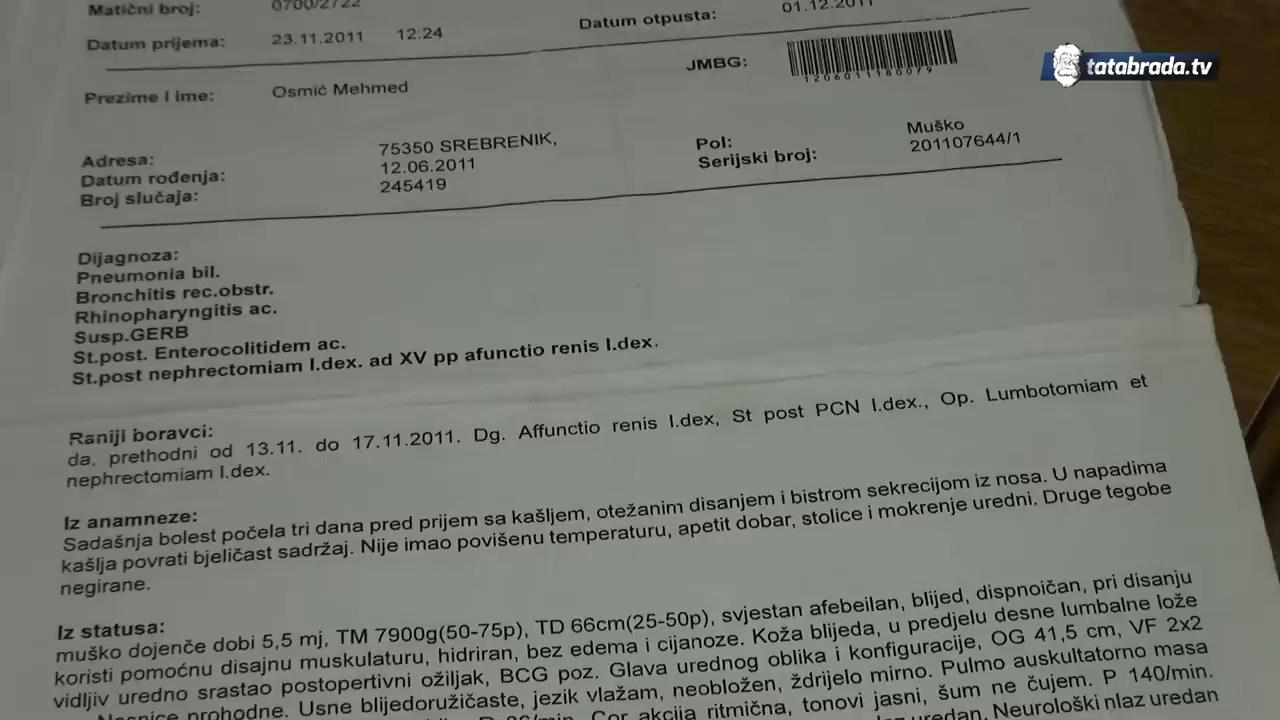 Matični broj: 0700/2722
Datum prijema: 23.11.2011 12:24 Datum otpusta: 01.12.2011
JMBG:
1206011180079
tatabrada.tv
Prezime i ime: Osmić Mehmed
Adresa: 75350 SREBRENIK, Pol: Muško
Datum rođenja: 12.06.2011 Serijski broj: 201107644/1
Broj slučaja: 245419
Dijagnoza:
Pneumonia bil.
Bronchitis rec.obstr.
Rhinopharyngitis ac.
Susp.GERB
St.post. Enterocolitidem ac.
St.post nephrectomiam l.dex. ad XV pp afunctio renis l.dex.
Raniji boravci:
da, prethodni od 13.11. do 17.11.2011. Dg. Affunctio renis l.dex, St post PCN l.dex., Op. Lumbotomiam et
nephrectomiam l.dex.
Iz anamneze:
Sadašnja bolest počela tri dana pred prijem sa kašljem, otežanim disanjem i bistrom sekrecijom iz nosa. U napadima
kašlja povrati bjeličast sadržaj. Nije imao povišenu temperaturu, apetit dobar, stolice i mokrenje uredni. Druge tegobe
negirane.
Iz statusa:
muško dojenče dobi 5,5 mj, TM 7900g(50-75p), TD 66cm(25-50p), svjestan afebeilan, blijed, dispnoičan, pri disanju
koristi pomoćnu disajnu muskulaturu, hidriran, bez edema i cijanoze. Koža blijeda, u predjelu desne lumbalne lože
vidljiv uredno srastao postopertivni ožiljak, BCG poz. Glava urednog oblika i konfiguracije, OG 41,5 cm, VF 2x2
prohodne. Usne blijedoružičaste, jezik vlažam, neobložen, ždrijelo mirno. Pulmo auskultatorno masa
Cor akcija ritmična, tonovi jasni, šum ne čujem. P 140/min.
uredan. Neurološki nlaz uredan